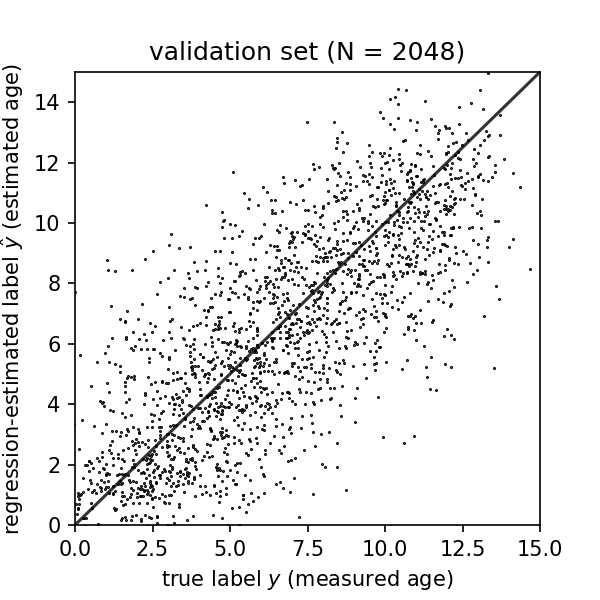 validation set (N = 2048)
regression-estimated label ŷ (estimated age)
14
12
10
8
6
4
2
0
0.0 2.5 5.0 7.5 10.0 12.5 15.0
true label y (measured age)